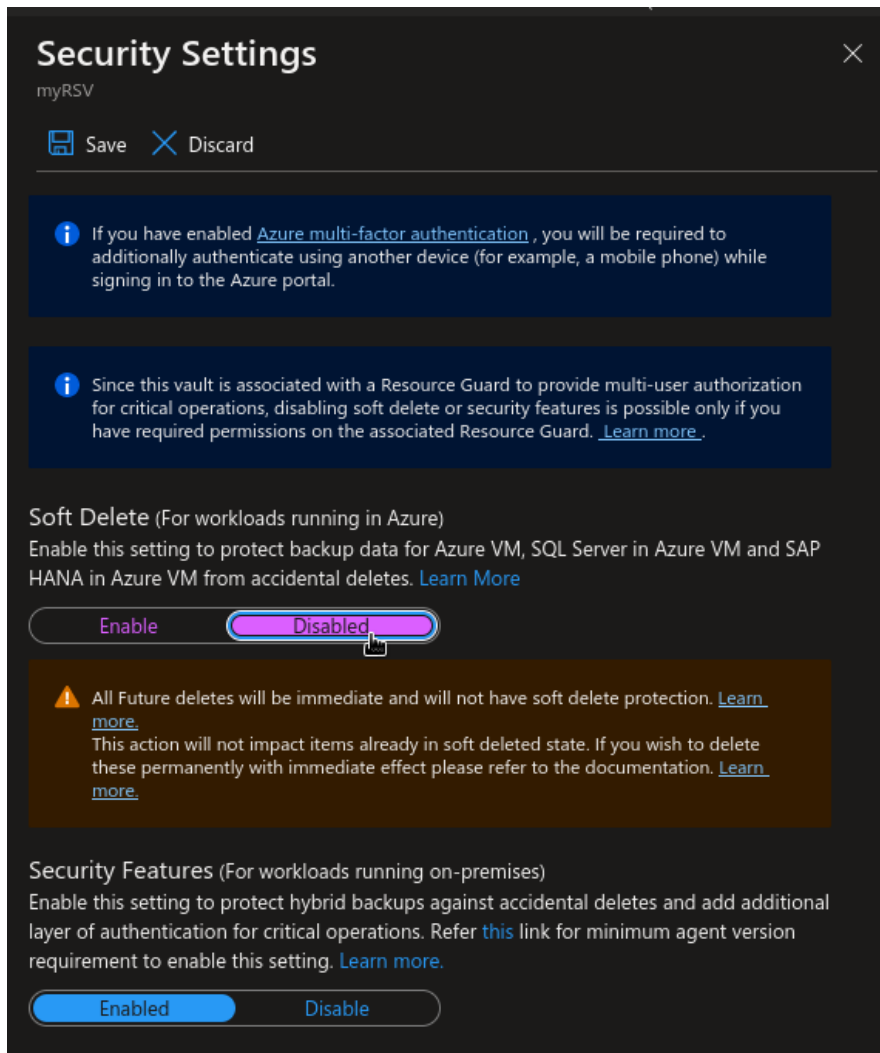 Security Settings
myRSV
Save Discard
If you have enabled Azure multi-factor authentication , you will be required to
additionally authenticate using another device (for example, a mobile phone) while
signing in to the Azure portal.
Since this vault is associated with a Resource Guard to provide multi-user authorization
for critical operations, disabling soft delete or security features is possible only if you
have required permissions on the associated Resource Guard. Learn more .
Soft Delete (For workloads running in Azure)
Enable this setting to protect backup data for Azure VM, SQL Server in Azure VM and SAP
HANA in Azure VM from accidental deletes. Learn More
Enable Disabled
All Future deletes will be immediate and will not have soft delete protection. Learn
more.
This action will not impact items already in soft deleted state. If you wish to delete
these permanently with immediate effect please refer to the documentation. Learn
more.
Security Features (For workloads running on-premises)
Enable this setting to protect hybrid backups against accidental deletes and add additional
layer of authentication for critical operations. Refer this link for minimum agent version
requirement to enable this setting. Learn more.
Enabled Disable